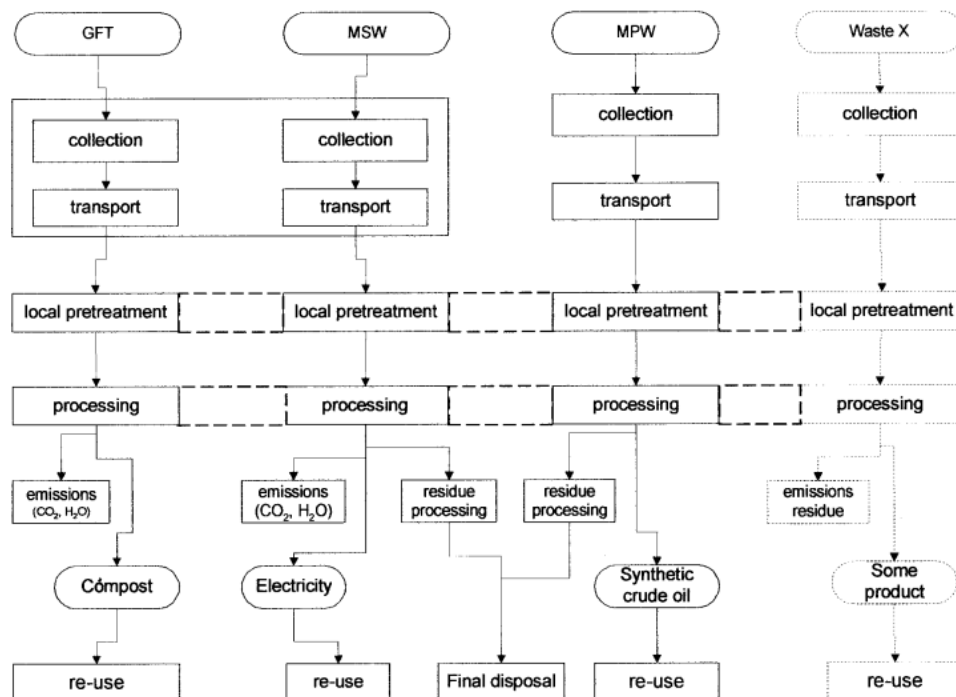 GFT
MSW
MPW
Waste X
collection
collection
collection
collection
transport
transport
transport
transport
local pretreatment
local pretreatment
local pretreatment
local pretreatment
processing
processing
processing
processing
emissions
(CO₂, H₂O)
emissions
(CO₂, H₂O)
residue
processing
residue
processing
emissions
residue
Cómpost
Electricity
Synthetic
crude oil
Some
product
re-use
re-use
Final disposal
re-use
re-use